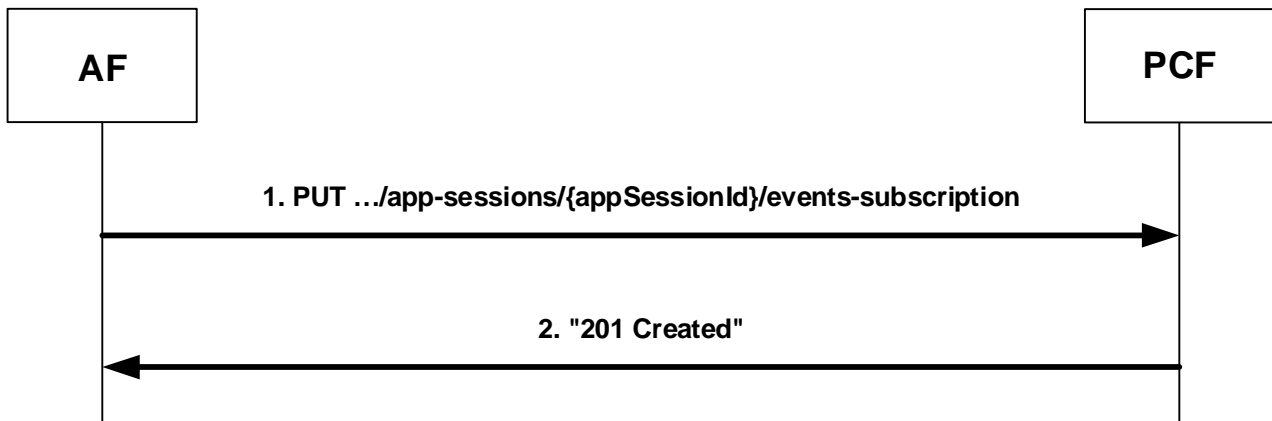 AF
PCF
1. PUT …/app-sessions/{appSessionId}/events-subscription
2. "201 Created"